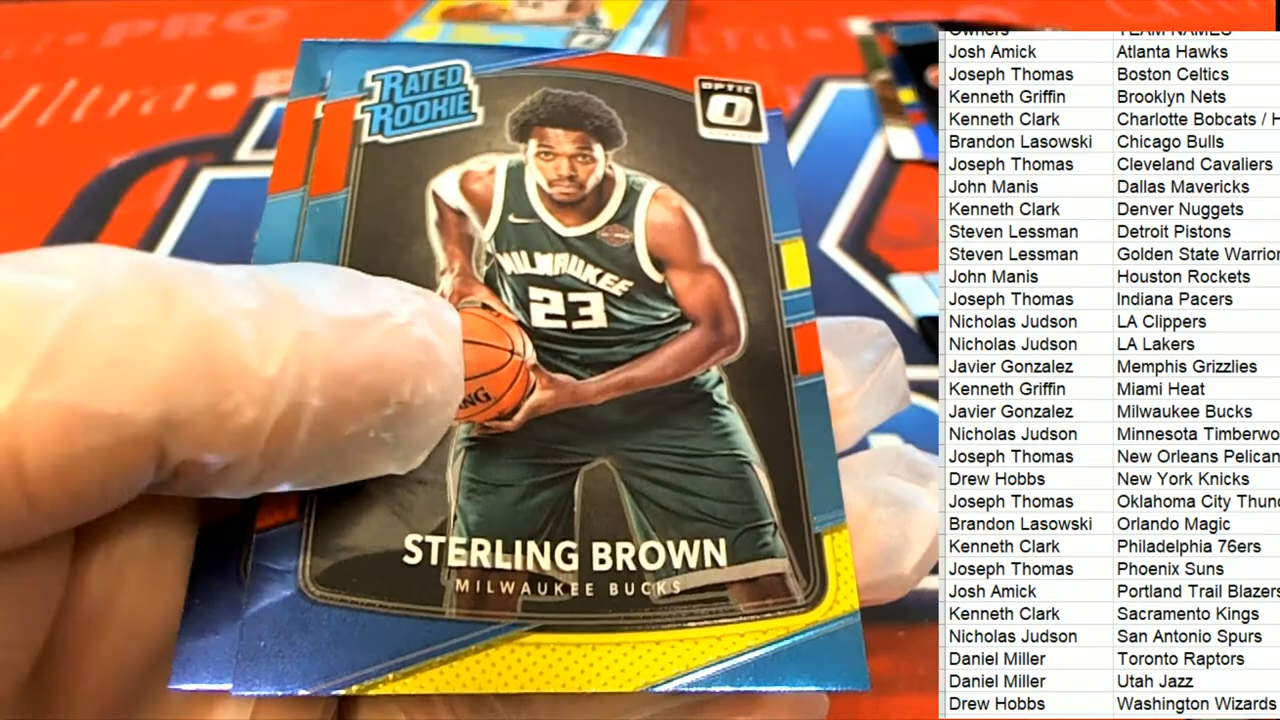 PRO
RATED
ROOKIE
OPTIC
MILWAUKEE
23
STERLING BROWN
MILWAUKEE BUCKS
Owners TEAM NAMES
Josh Amick Atlanta Hawks
Joseph Thomas Boston Celtics
Kenneth Griffin Brooklyn Nets
Kenneth Clark Charlotte Bobcats / H
Brandon Lasowski Chicago Bulls
Joseph Thomas Cleveland Cavaliers
John Manis Dallas Mavericks
Kenneth Clark Denver Nuggets
Steven Lessman Detroit Pistons
Steven Lessman Golden State Warrior
John Manis Houston Rockets
Joseph Thomas Indiana Pacers
Nicholas Judson LA Clippers
Nicholas Judson LA Lakers
Javier Gonzalez Memphis Grizzlies
Kenneth Griffin Miami Heat
Javier Gonzalez Milwaukee Bucks
Nicholas Judson Minnesota Timberwo
Joseph Thomas New Orleans Pelican
Drew Hobbs New York Knicks
Joseph Thomas Oklahoma City Thun
Brandon Lasowski Orlando Magic
Kenneth Clark Philadelphia 76ers
Joseph Thomas Phoenix Suns
Josh Amick Portland Trail Blazers
Kenneth Clark Sacramento Kings
Nicholas Judson San Antonio Spurs
Daniel Miller Toronto Raptors
Daniel Miller Utah Jazz
Drew Hobbs Washington Wizards